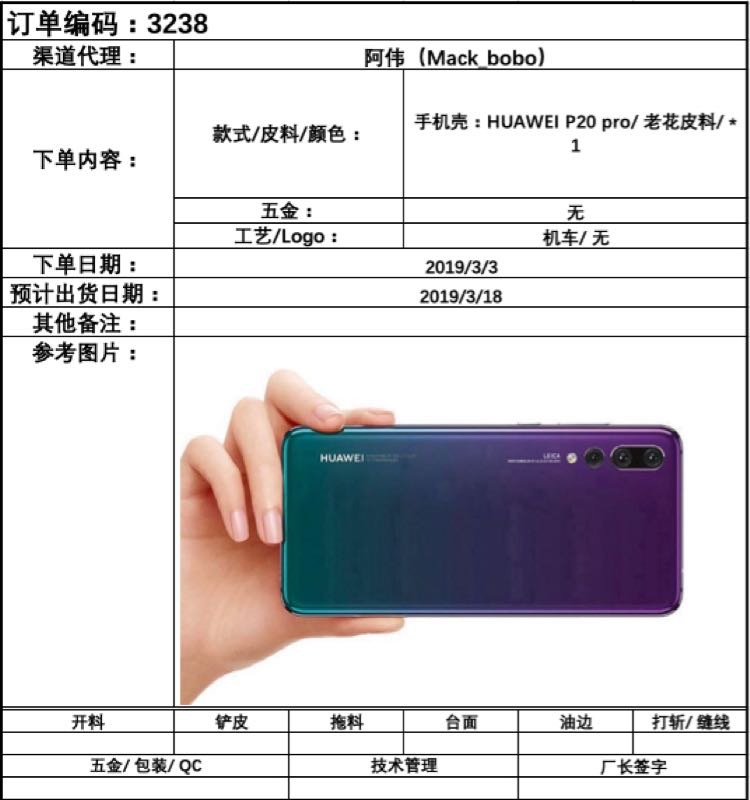 订单编码：3238
渠道代理：
阿伟（Mack_bobo）
下单内容：
款式/皮料/颜色：
手机壳：HUAWEI P20 pro/ 老花皮料/ *
1
五金：
无
工艺/Logo：
机车/ 无
下单日期：
2019/3/3
预计出货日期：
2019/3/18
其他备注：
参考图片：
HUAWEI
LEICA
开料
铲皮
拖料
台面
油边
打斩/ 缝线
五金/ 包装/ QC
技术管理
厂长签字